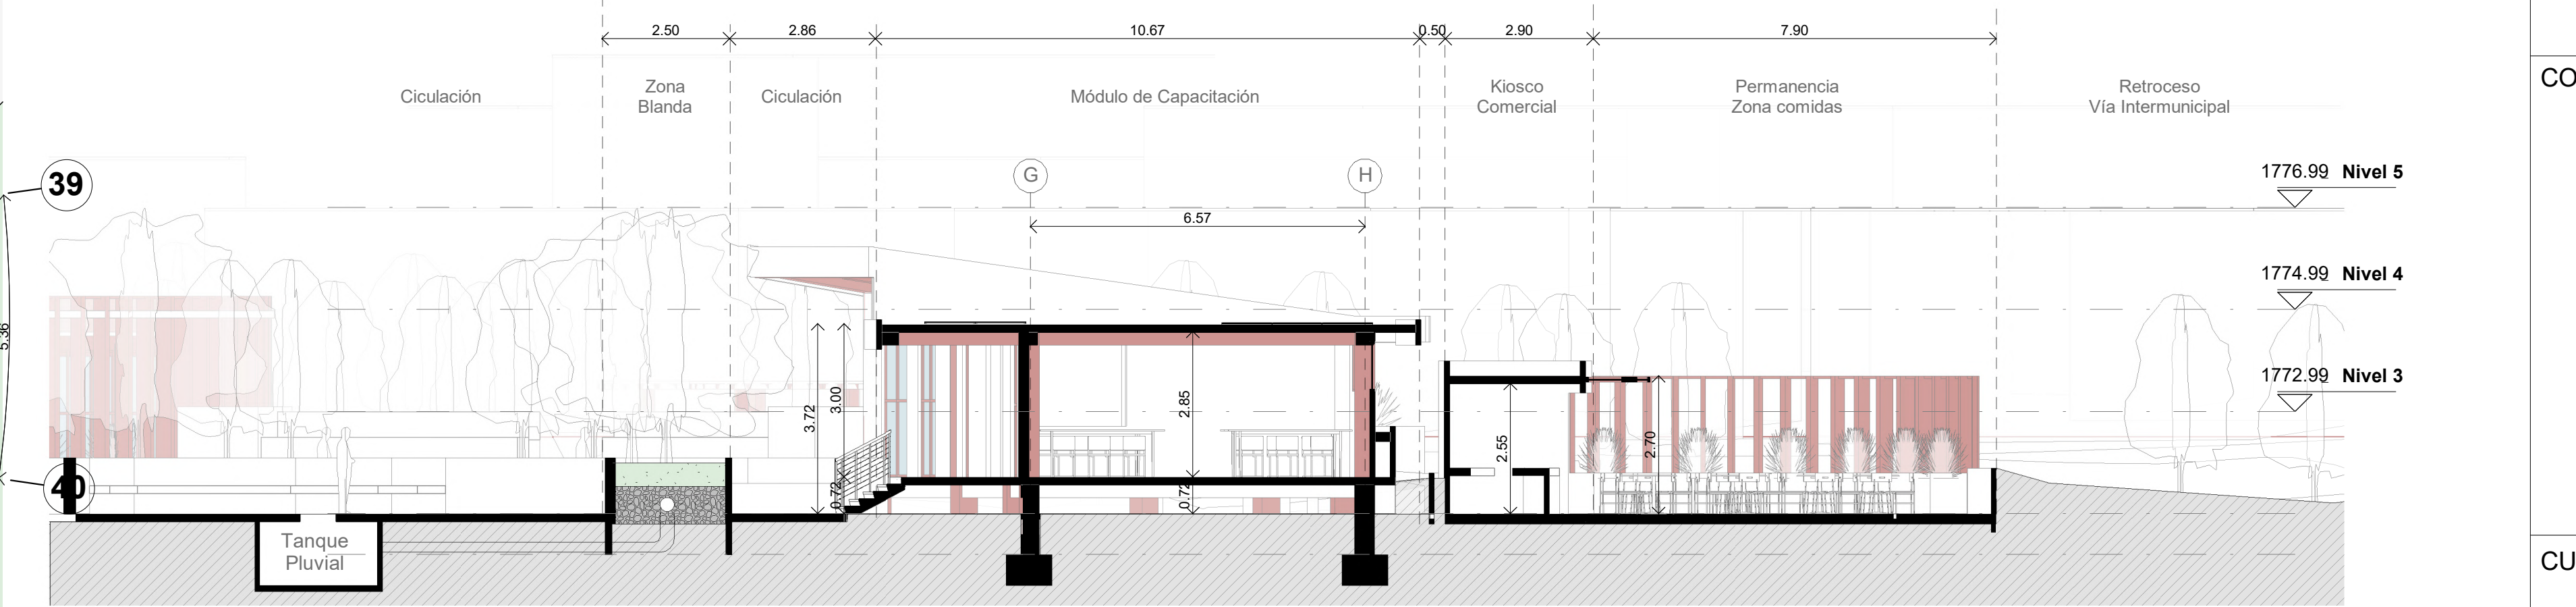 2.50
2.86
10.67
0.50
2.90
7.90
Ciculación
Zona
Blanda
Ciculación
Módulo de Capacitación
Kiosco
Comercial
Permanencia
Zona comidas
Retroceso
Vía Intermunicipal
CO
39
G
H
1776.99 Nivel 5
6.57
1774.99 Nivel 4
5.36
1772.99 Nivel 3
3.72
3.00
2.85
2.55
2.70
40
0.72
0.72
Tanque
Pluvial
CU